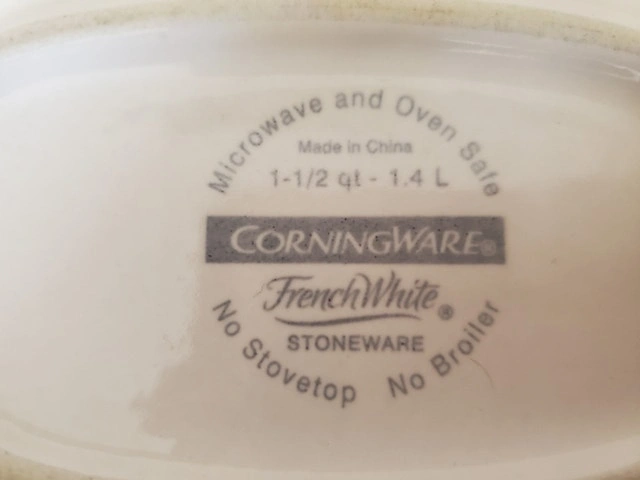 Microwave and Oven Safe
Made in China
1-1/2 qt - 1.4 L
CORNINGWARE®
FrenchWhite®
STONEWARE
No Stovetop No Broiler